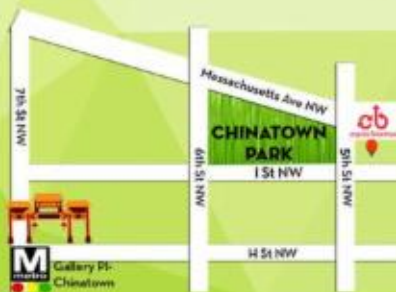 Massachusetts Ave NW
7th St NW
cb
CHINATOWN
PARK
I St NW
6th St NW
5th St NW
H St NW
M
metro
Gallery Pl-
Chinatown